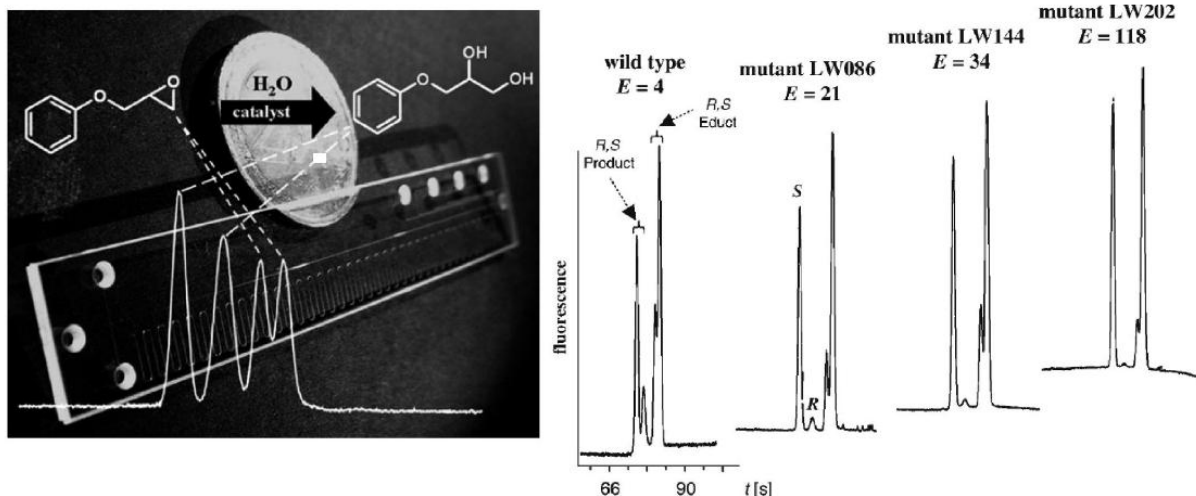 O
O
H₂O
catalyst
O
OH
OH
wild type
E = 4
R,S
Educt
R,S
Product
mutant LW086
E = 21
S
R
mutant LW144
E = 34
mutant LW202
E = 118
fluorescence
66
90
t [s]